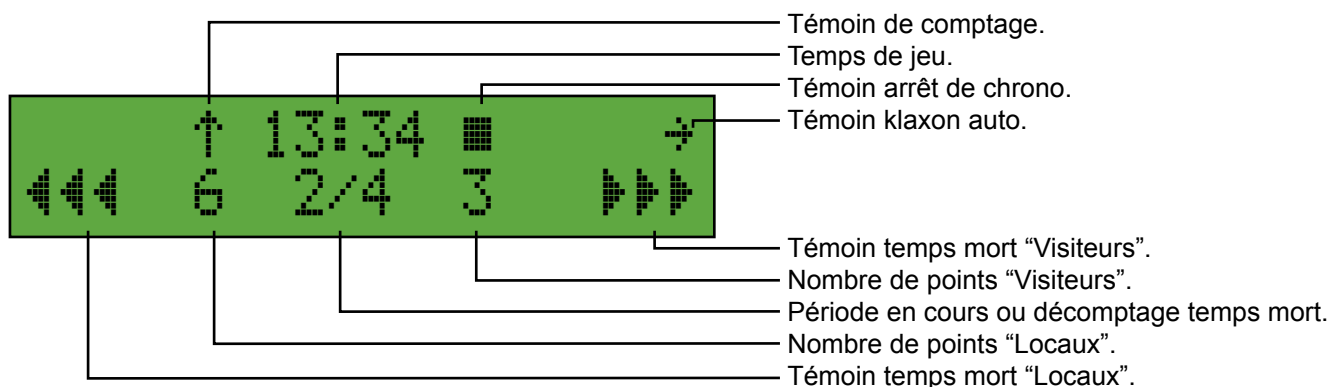 Témoin de comptage.
Temps de jeu.
Témoin arrêt de chrono.
Témoin klaxon auto.
↑ 13:34 ■ →
◀◀◀ 6 2/4 3 ▶▶▶
Témoin temps mort “Visiteurs”.
Nombre de points “Visiteurs”.
Période en cours ou décomptage temps mort.
Nombre de points “Locaux”.
Témoin temps mort “Locaux”.